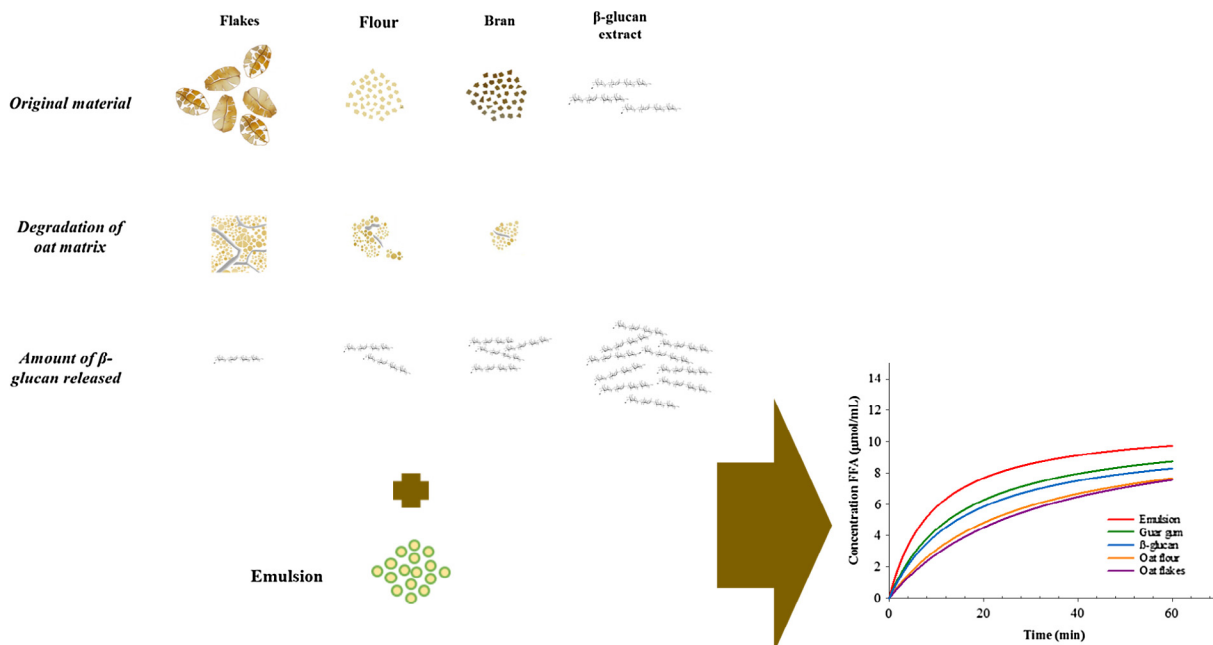 Flakes
Flour
Bran
β-glucan
extract
Original material
Degradation of
oat matrix
Amount of β-
glucan released
Emulsion
Concentration FFA (µmol/mL)
14
12
10
8
6
4
2
0
Emulsion
Guar gum
ß-glucan
Oat flour
Oat flakes
0
20
40
60
Time (min)